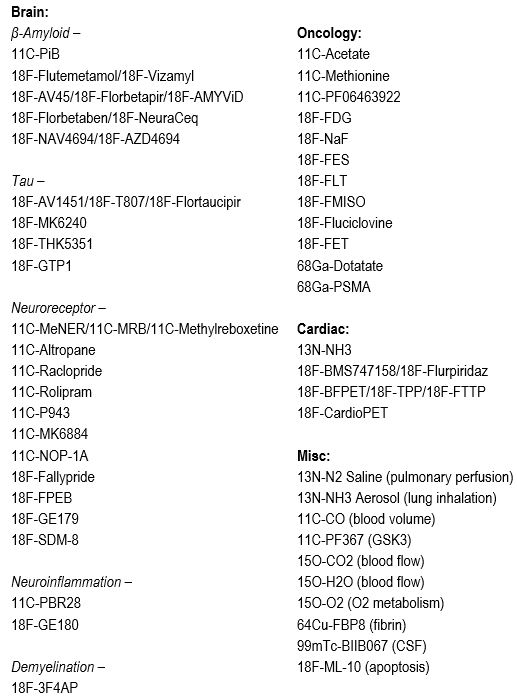 Brain:
β-Amyloid –
11C-PiB
18F-Flutemetamol/18F-Vizamyl
18F-AV45/18F-Florbetapir/18F-AMYViD
18F-Florbetaben/18F-NeuraCeq
18F-NAV4694/18F-AZD4694
Tau –
18F-AV1451/18F-T807/18F-Flortaucipir
18F-MK6240
18F-THK5351
18F-GTP1
Neuroreceptor –
11C-MeNER/11C-MRB/11C-Methylreboxetine
11C-Altropane
11C-Raclopride
11C-Rolipram
11C-P943
11C-MK6884
11C-NOP-1A
18F-Fallypride
18F-FPEB
18F-GE179
18F-SDM-8
Neuroinflammation –
11C-PBR28
18F-GE180
Demyelination –
18F-3F4AP
Oncology:
11C-Acetate
11C-Methionine
11C-PF06463922
18F-FDG
18F-NaF
18F-FES
18F-FLT
18F-FMISO
18F-Fluciclovine
18F-FET
68Ga-Dotatate
68Ga-PSMA
Cardiac:
13N-NH3
18F-BMS747158/18F-Flurpiridaz
18F-BFPET/18F-TPP/18F-FTTP
18F-CardioPET
Misc:
13N-N2 Saline (pulmonary perfusion)
13N-NH3 Aerosol (lung inhalation)
11C-CO (blood volume)
11C-PF367 (GSK3)
15O-CO2 (blood flow)
15O-H2O (blood flow)
15O-O2 (O2 metabolism)
64Cu-FBP8 (fibrin)
99mTc-BIIB067 (CSF)
18F-ML-10 (apoptosis)